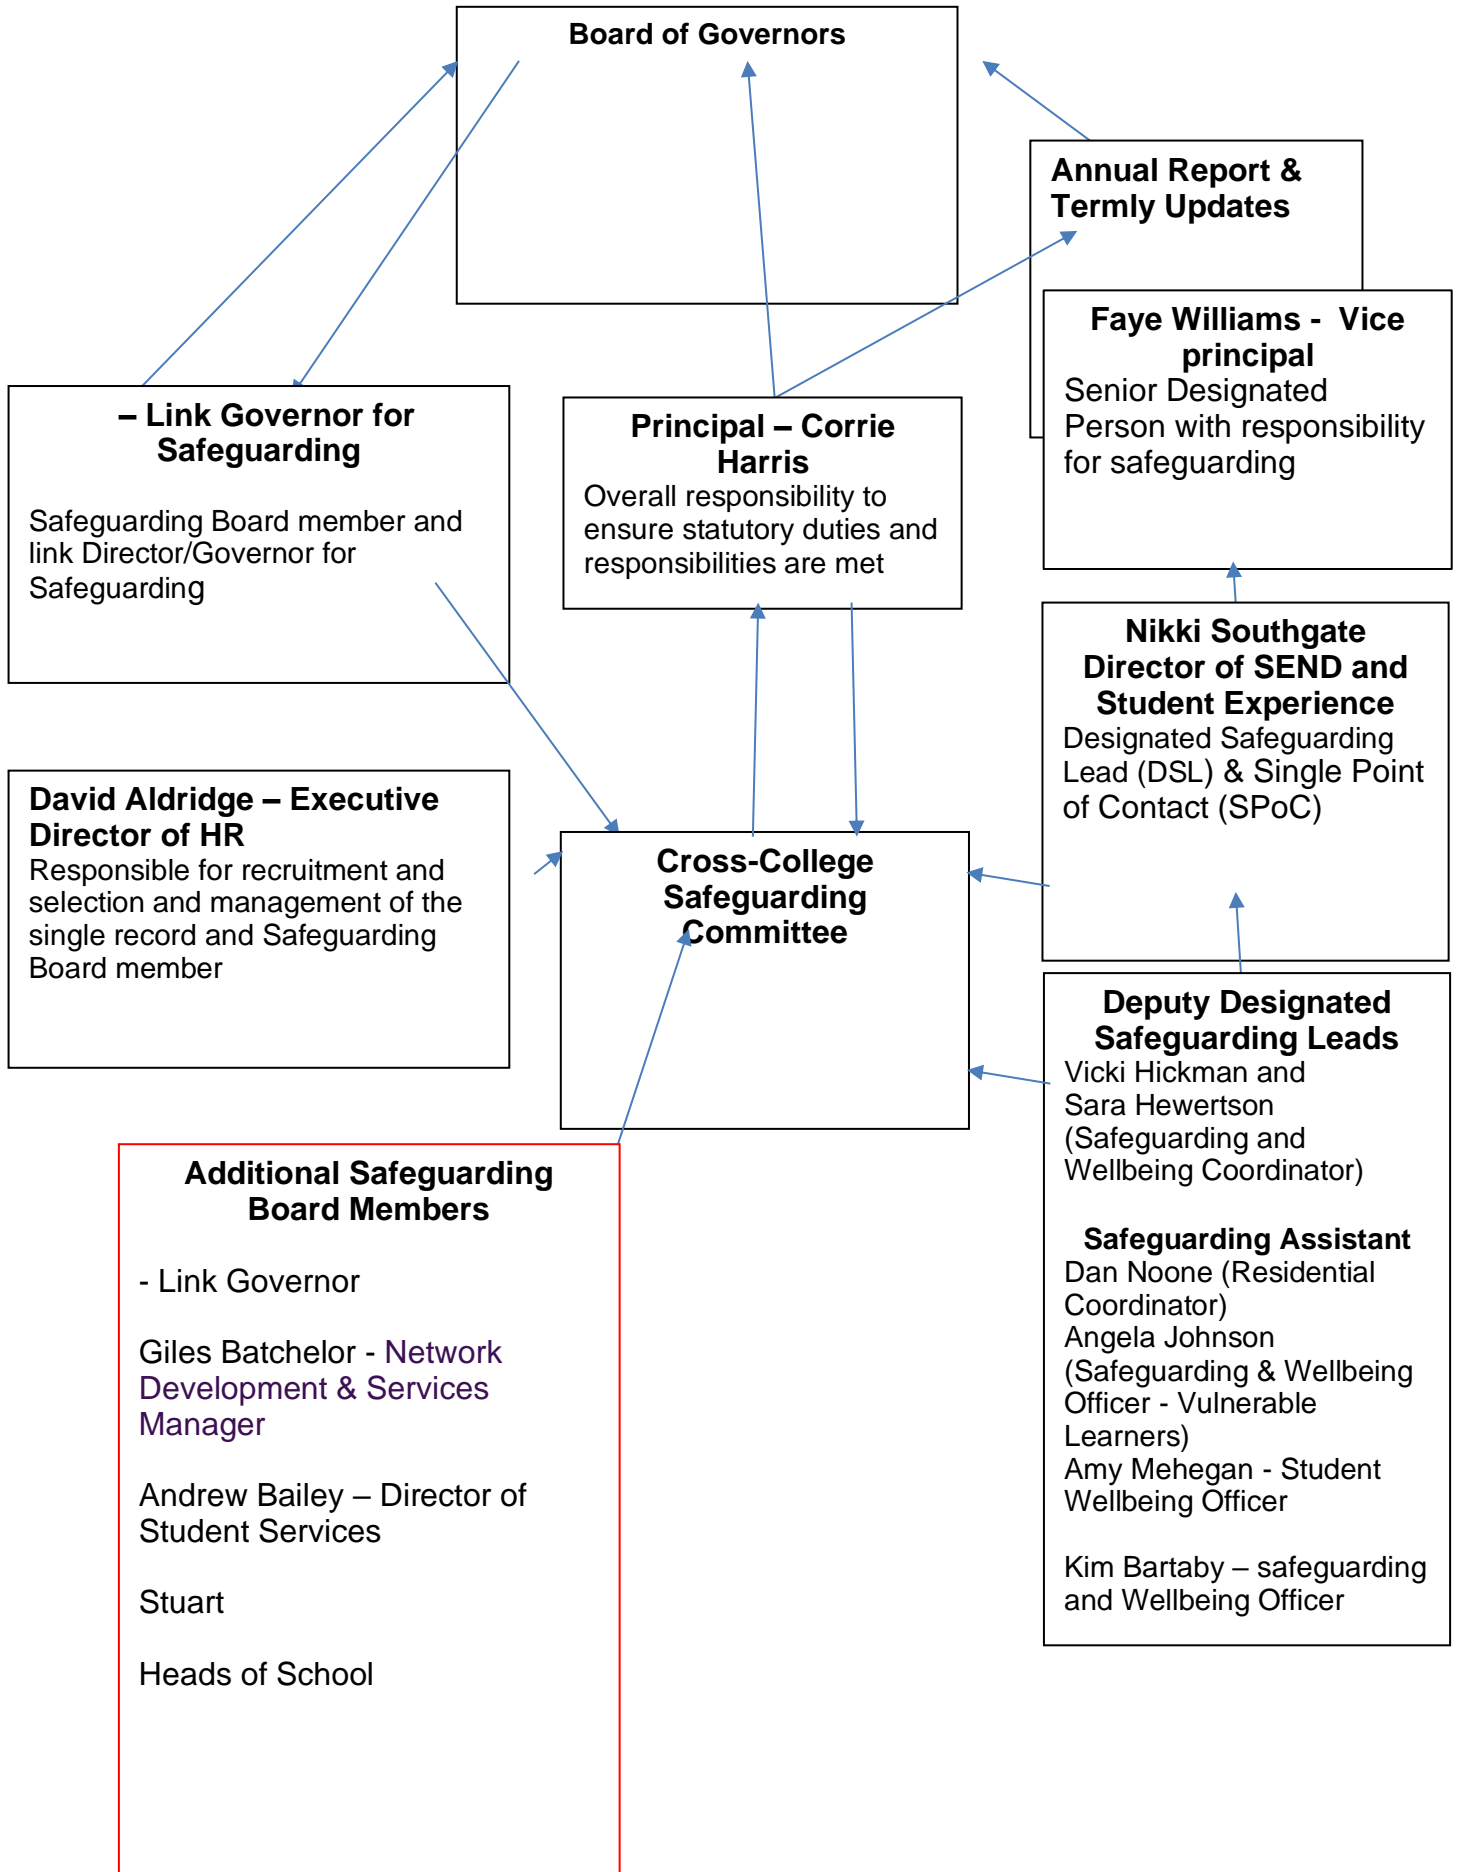 Board of Governors
Annual Report &
Termly Updates
Faye Williams -  Vice
principal
Senior Designated
Person with responsibility
for safeguarding
– Link Governor for
Safeguarding
Safeguarding Board member and
link Director/Governor for
Safeguarding
Principal – Corrie
Harris
Overall responsibility to
ensure statutory duties and
responsibilities are met
Nikki Southgate
Director of SEND and
Student Experience
Designated Safeguarding
Lead (DSL) & Single Point
of Contact (SPoC)
David Aldridge – Executive
Director of HR
Responsible for recruitment and
selection and management of the
single record and Safeguarding
Board member
Cross-College
Safeguarding
Committee
Deputy Designated
Safeguarding Leads
Vicki Hickman and
Sara Hewertson
(Safeguarding and
Wellbeing Coordinator)
Safeguarding Assistant
Dan Noone (Residential
Coordinator)
Angela Johnson
(Safeguarding & Wellbeing
Officer - Vulnerable
Learners)
Amy Mehegan - Student
Wellbeing Officer
Kim Bartaby – safeguarding
and Wellbeing Officer
Additional Safeguarding
Board Members
- Link Governor
Giles Batchelor - Network
Development & Services
Manager
Andrew Bailey – Director of
Student Services
Stuart
Heads of School